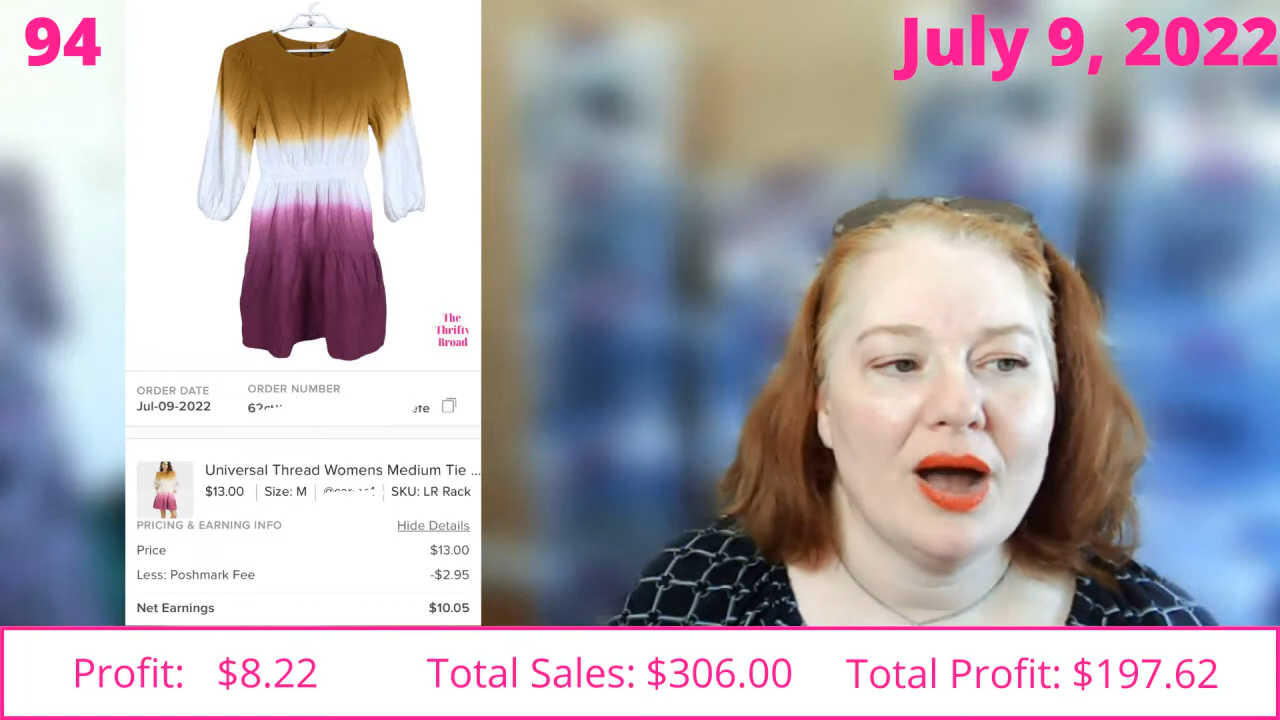 94
July 9, 2022
The
Thrifty
Broad
ORDER DATE
ORDER NUMBER
Jul-09-2022
Universal Thread Womens Medium Tie ...
$13.00 | Size: M | SKU: LR Rack
PRICING & EARNING INFO
Hide Details
Price
$13.00
Less: Poshmark Fee
-$2.95
Net Earnings
$10.05
Profit: $8.22
Total Sales: $306.00
Total Profit: $197.62